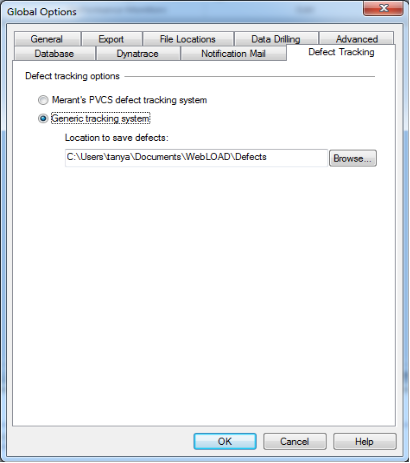 Global Options
General Export File Locations Data Drilling Advanced
Database Dynatrace Notification Mail Defect Tracking
Defect tracking options
Merant's PVCS defect tracking system
Generic tracking system
Location to save defects:
C:\Users\tanya\Documents\WebLOAD\Defects Browse...
OK Cancel Help